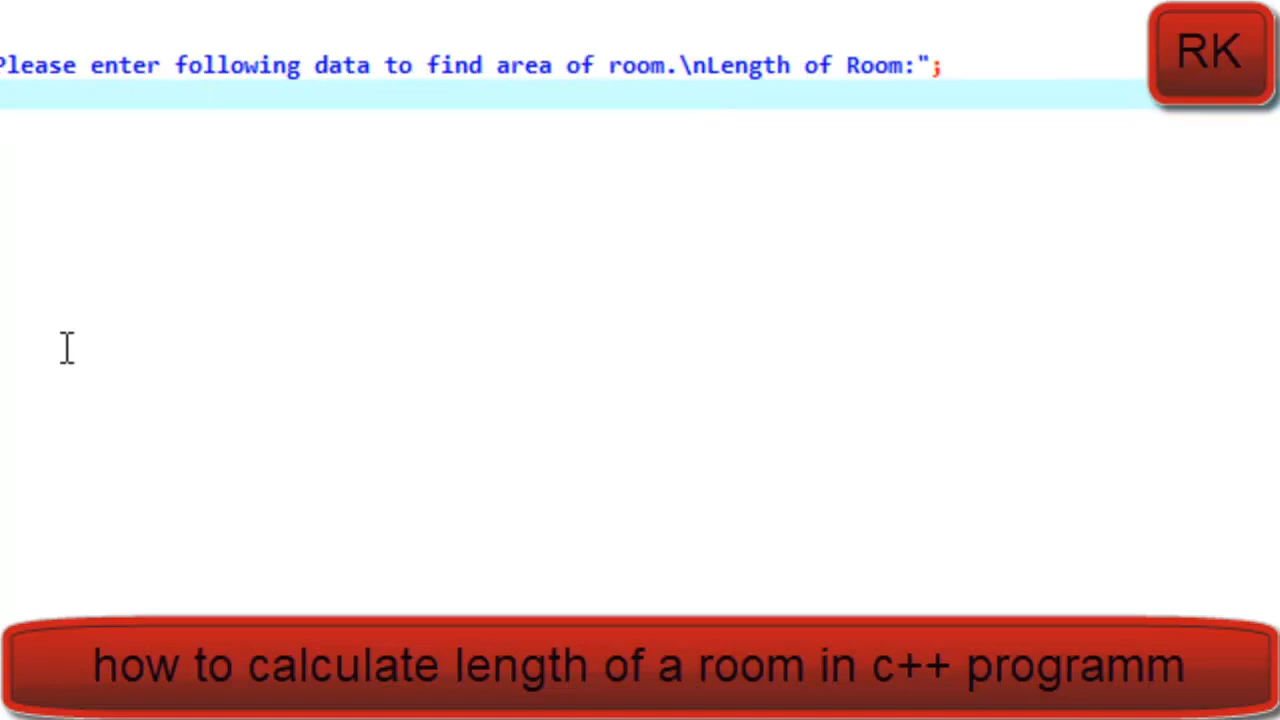 RK
Please enter following data to find area of room.\nLength of Room:";
how to calculate length of a room in c++ programm